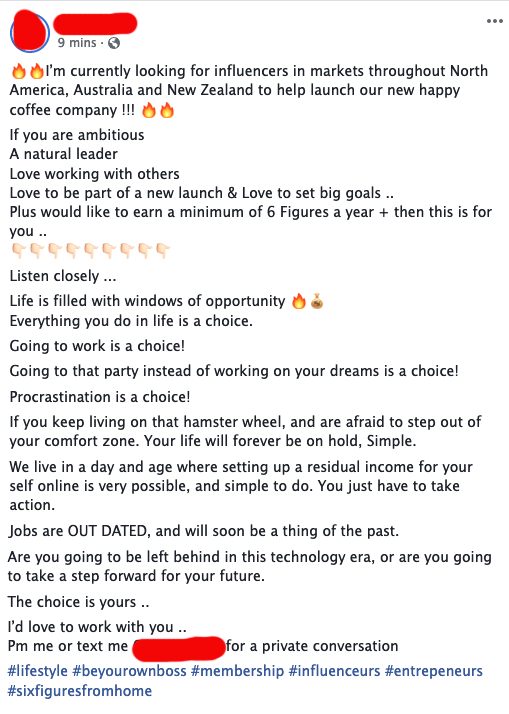 9 mins ·
🔥🔥I'm currently looking for influencers in markets throughout North
America, Australia and New Zealand to help launch our new happy
coffee company !!! 🔥🔥
If you are ambitious
A natural leader
Love working with others
Love to be part of a new launch & Love to set big goals ..
Plus would like to earn a minimum of 6 Figures a year + then this is for
you ..
👇🏻👇🏻👇🏻👇🏻👇🏻👇🏻👇🏻👇🏻👇🏻
Listen closely ...
Life is filled with windows of opportunity 🔥💰
Everything you do in life is a choice.
Going to work is a choice!
Going to that party instead of working on your dreams is a choice!
Procrastination is a choice!
If you keep living on that hamster wheel, and are afraid to step out of
your comfort zone. Your life will forever be on hold, Simple.
We live in a day and age where setting up a residual income for your
self online is very possible, and simple to do. You just have to take
action.
Jobs are OUT DATED, and will soon be a thing of the past.
Are you going to be left behind in this technology era, or are you going
to take a step forward for your future.
The choice is yours ..
I'd love to work with you ..
Pm me or text me for a private conversation
#lifestyle #beyourownboss #membership #influenceurs #entrepeneurs
#sixfiguresfromhome